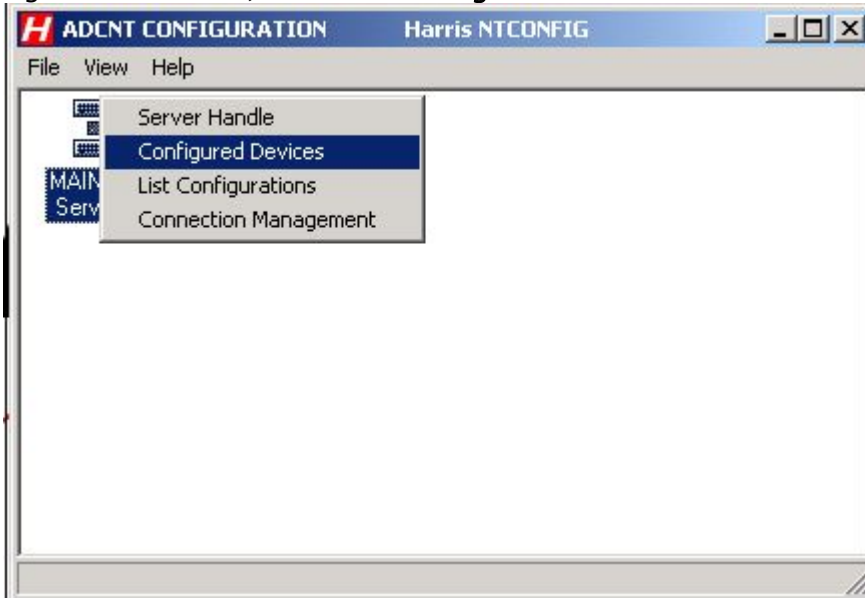 H ADCNT CONFIGURATION Harris NTCONFIG
File View Help
Server Handle
Configured Devices
List Configurations
Connection Management
MAIN
Serv